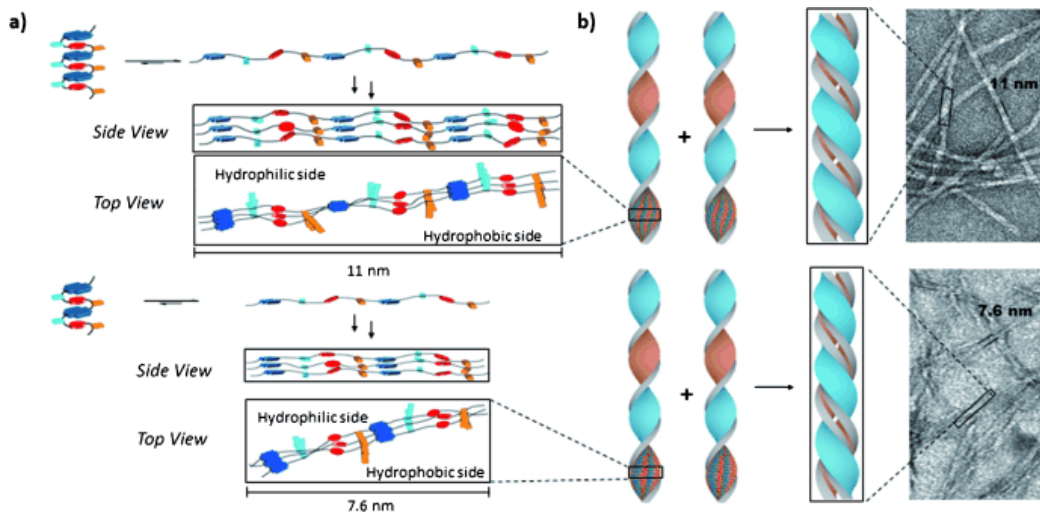 a)
b)
Side View
Top View
Hydrophilic side
Hydrophobic side
11 nm
+
11 nm
Side View
Top View
Hydrophilic side
Hydrophobic side
7.6 nm
+
7.6 nm